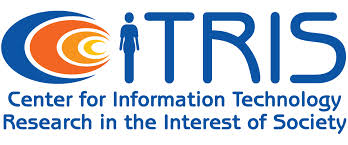 CITRIS
Center for Information Technology
Research in the Interest of Society